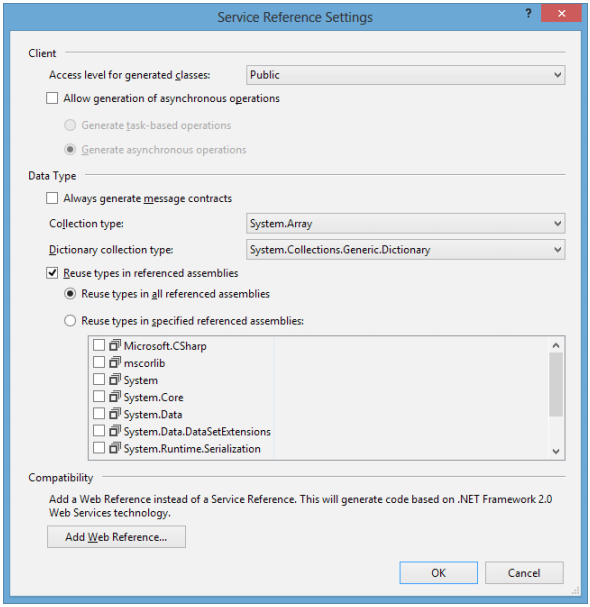 Service Reference Settings
?
Client
Access level for generated classes:
Public
Allow generation of asynchronous operations
Generate task-based operations
Generate asynchronous operations
Data Type
Always generate message contracts
Collection type:
System.Array
Dictionary collection type:
System.Collections.Generic.Dictionary
Reuse types in referenced assemblies
Reuse types in all referenced assemblies
Reuse types in specified referenced assemblies:
Microsoft.CSharp
mscorlib
System
System.Core
System.Data
System.Data.DataSetExtensions
System.Runtime.Serialization
Compatibility
Add a Web Reference instead of a Service Reference. This will generate code based on .NET Framework 2.0
Web Services technology.
Add Web Reference...
OK
Cancel